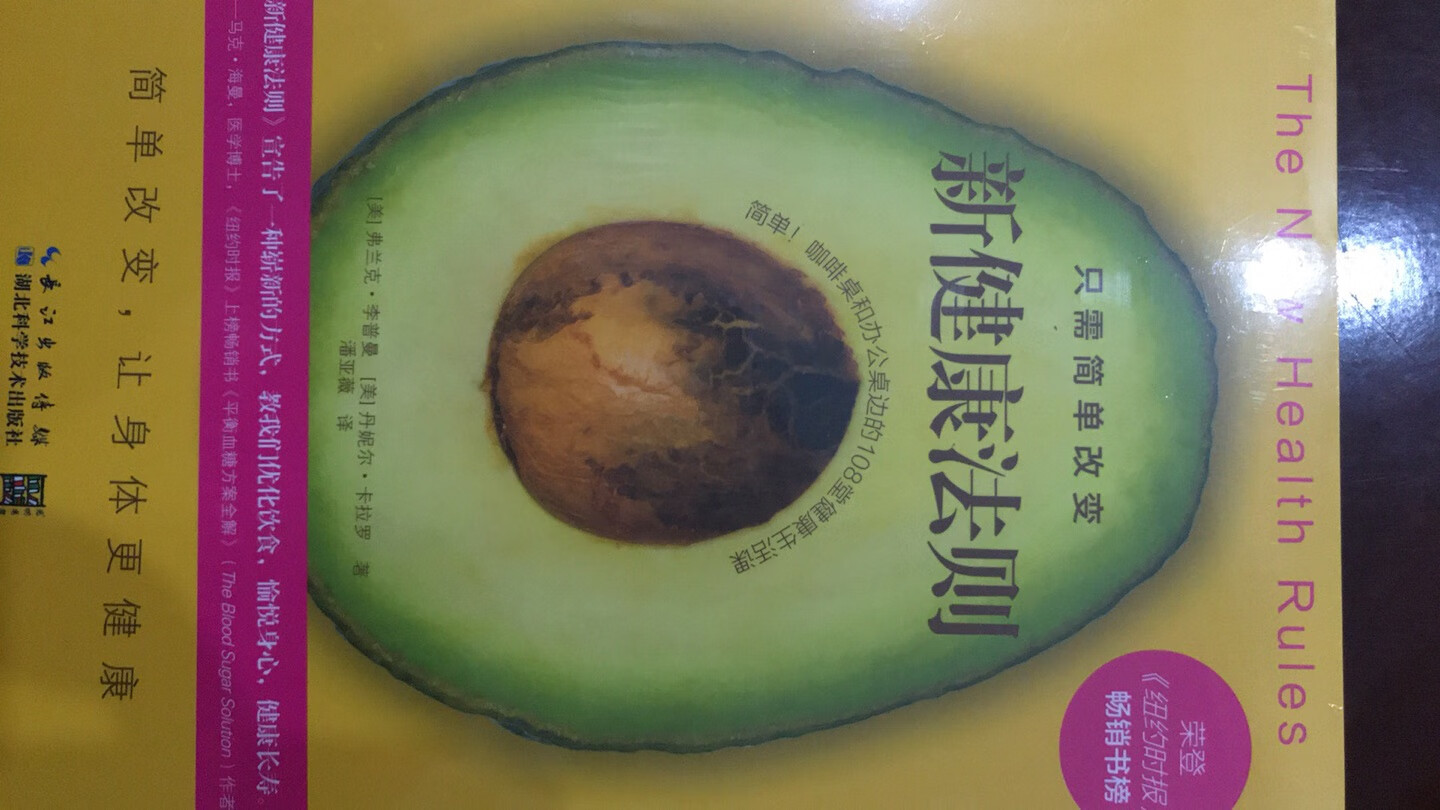 The New Health Rules
荣登
《纽约时报》
畅销书榜
只需简单改变
新健康法则
简单！咖啡桌和办公桌边的108堂健康生活课
[美] 弗兰克·李普曼 [美] 丹妮尔·卡拉罗 著
潘亚薇 译
新健康法则》宣告了一种崭新的方式，教我们优化饮食，愉悦身心，健康长寿。
—马克·海曼，医学博士，《纽约时报》上榜畅销书《平衡血糖方案全解》（The Blood Sugar Solution）作者
简单改变，让身体更健康
长江出版传媒
湖北科学技术出版社